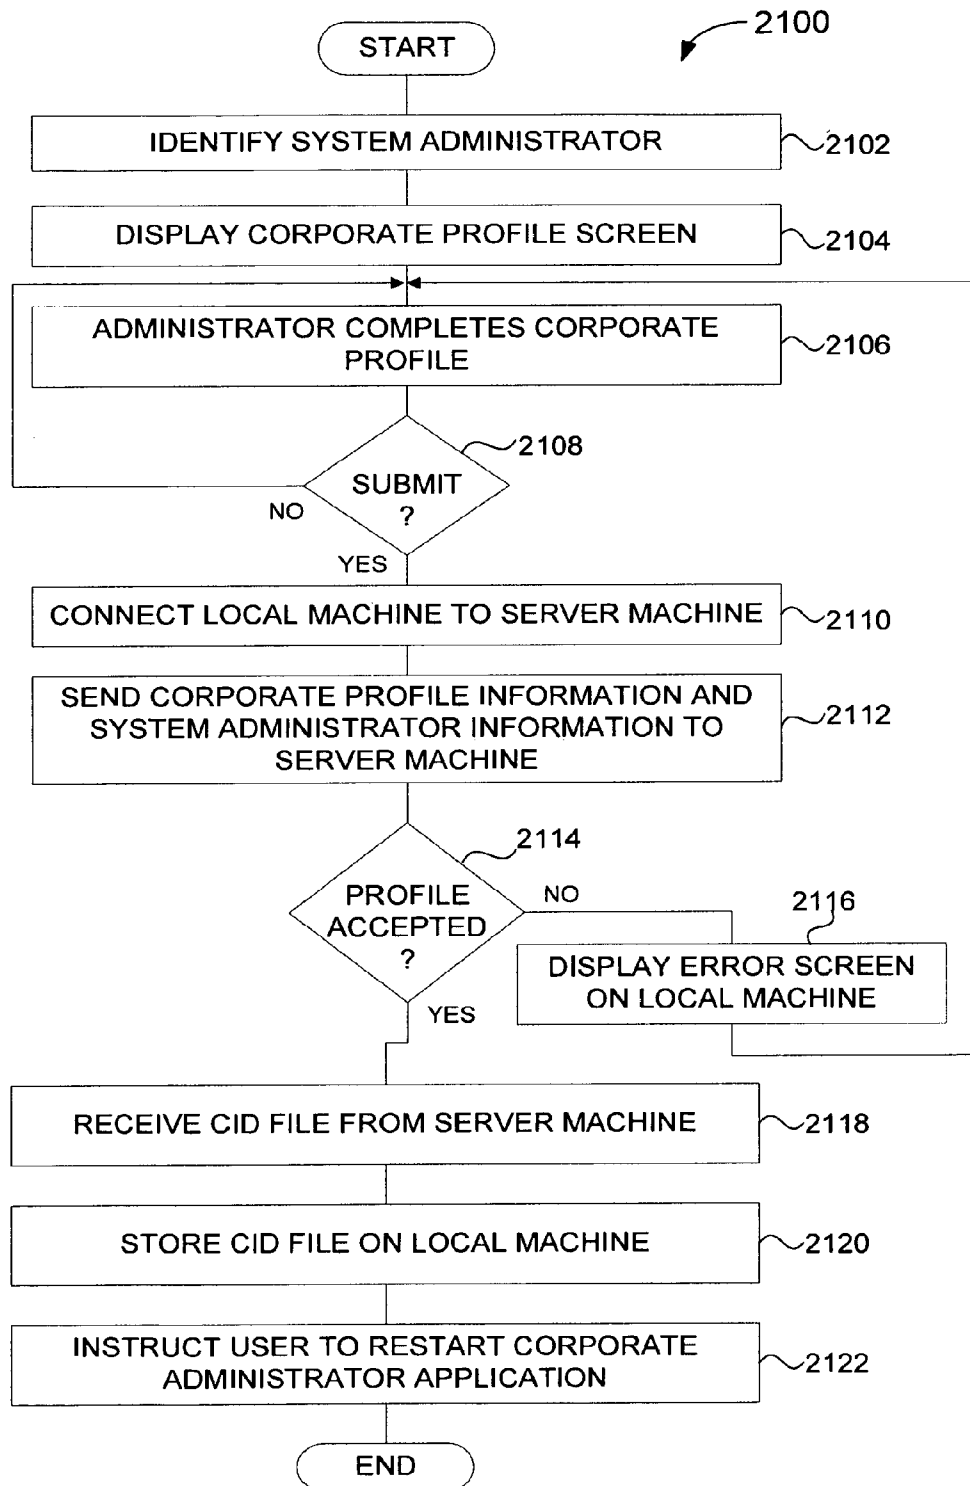 START
2100
IDENTIFY SYSTEM ADMINISTRATOR
2102
DISPLAY CORPORATE PROFILE SCREEN
2104
ADMINISTRATOR COMPLETES CORPORATE
PROFILE
2106
2108
SUBMIT
?
NO
YES
CONNECT LOCAL MACHINE TO SERVER MACHINE
2110
SEND CORPORATE PROFILE INFORMATION AND
SYSTEM ADMINISTRATOR INFORMATION TO
SERVER MACHINE
2112
2114
PROFILE
ACCEPTED
?
NO
YES
2116
DISPLAY ERROR SCREEN
ON LOCAL MACHINE
RECEIVE CID FILE FROM SERVER MACHINE
2118
STORE CID FILE ON LOCAL MACHINE
2120
INSTRUCT USER TO RESTART CORPORATE
ADMINISTRATOR APPLICATION
2122
END